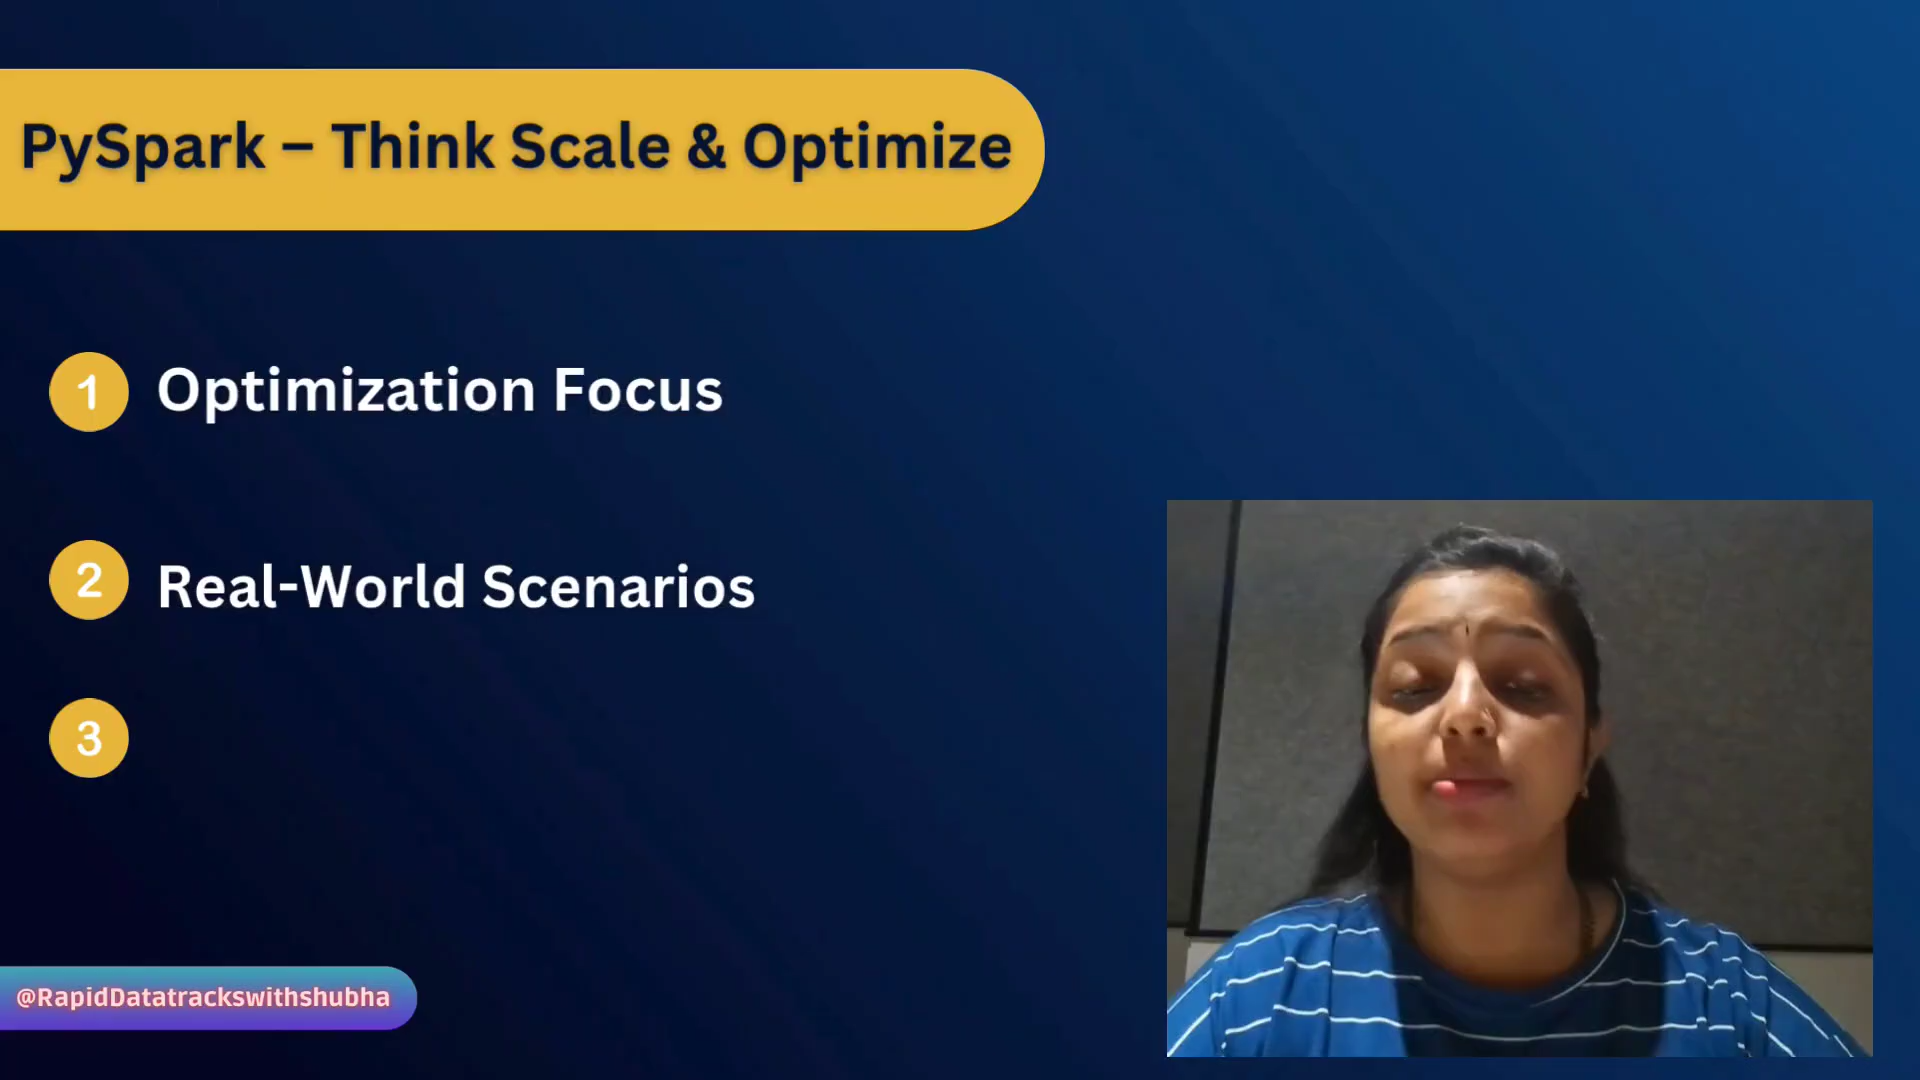 PySpark – Think Scale & Optimize
1 Optimization Focus
2 Real-World Scenarios
3
@RapidDatatrackswithshubha